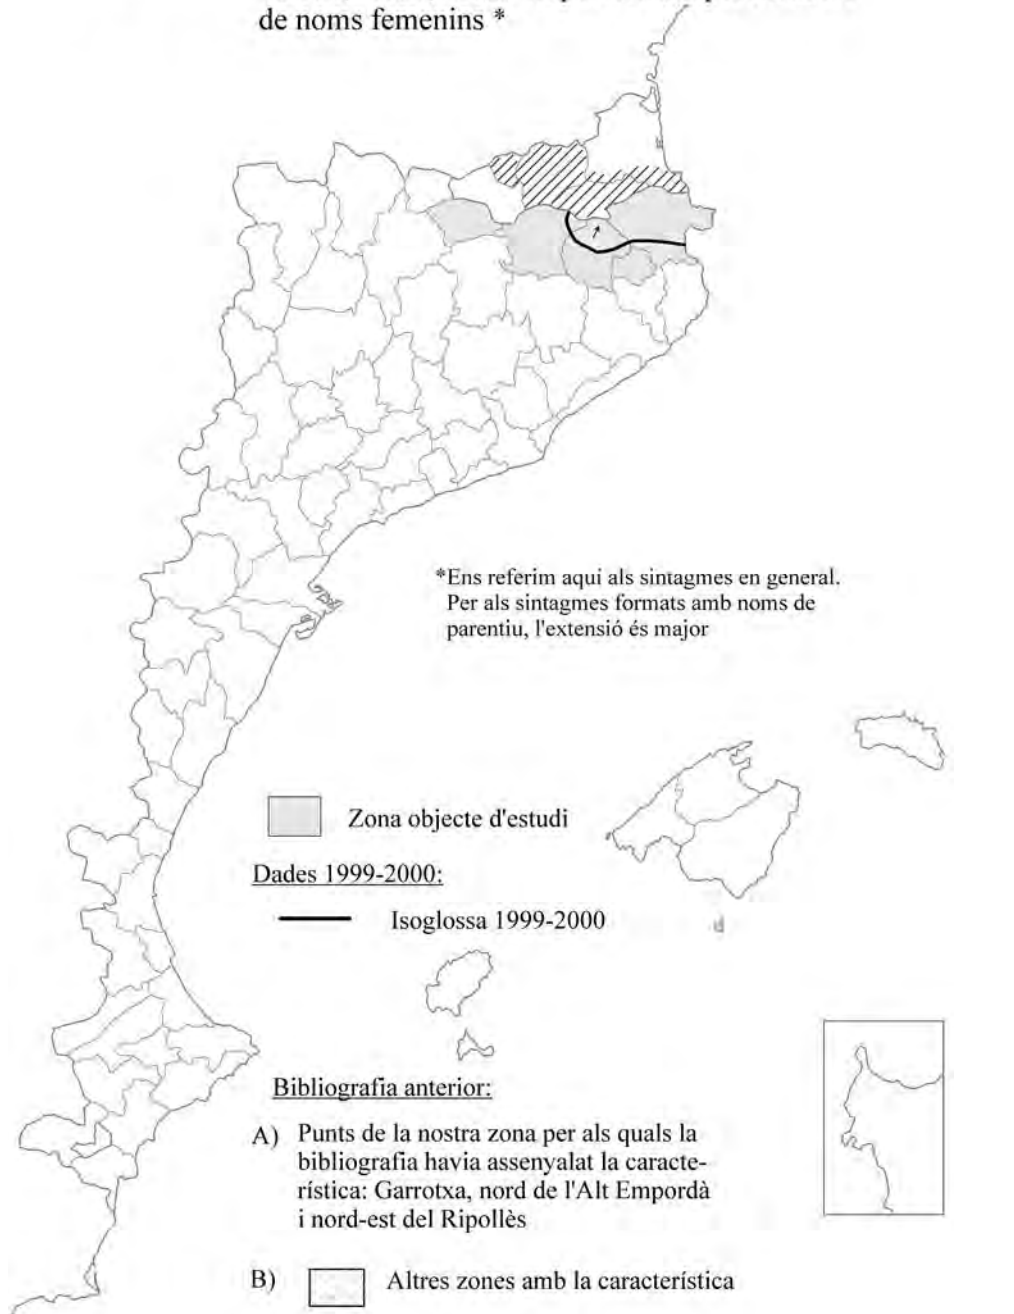 de noms femenins *
*Ens referim aqui als sintagmes en general.
Per als sintagmes formats amb noms de
parentiu, l'extensió és major
Zona objecte d'estudi
Dades 1999-2000:
Isoglossa 1999-2000
Bibliografia anterior:
A) Punts de la nostra zona per als quals la
bibliografia havia assenyalat la caracte-
rística: Garrotxa, nord de l'Alt Empordà
i nord-est del Ripollès
B) Altres zones amb la característica